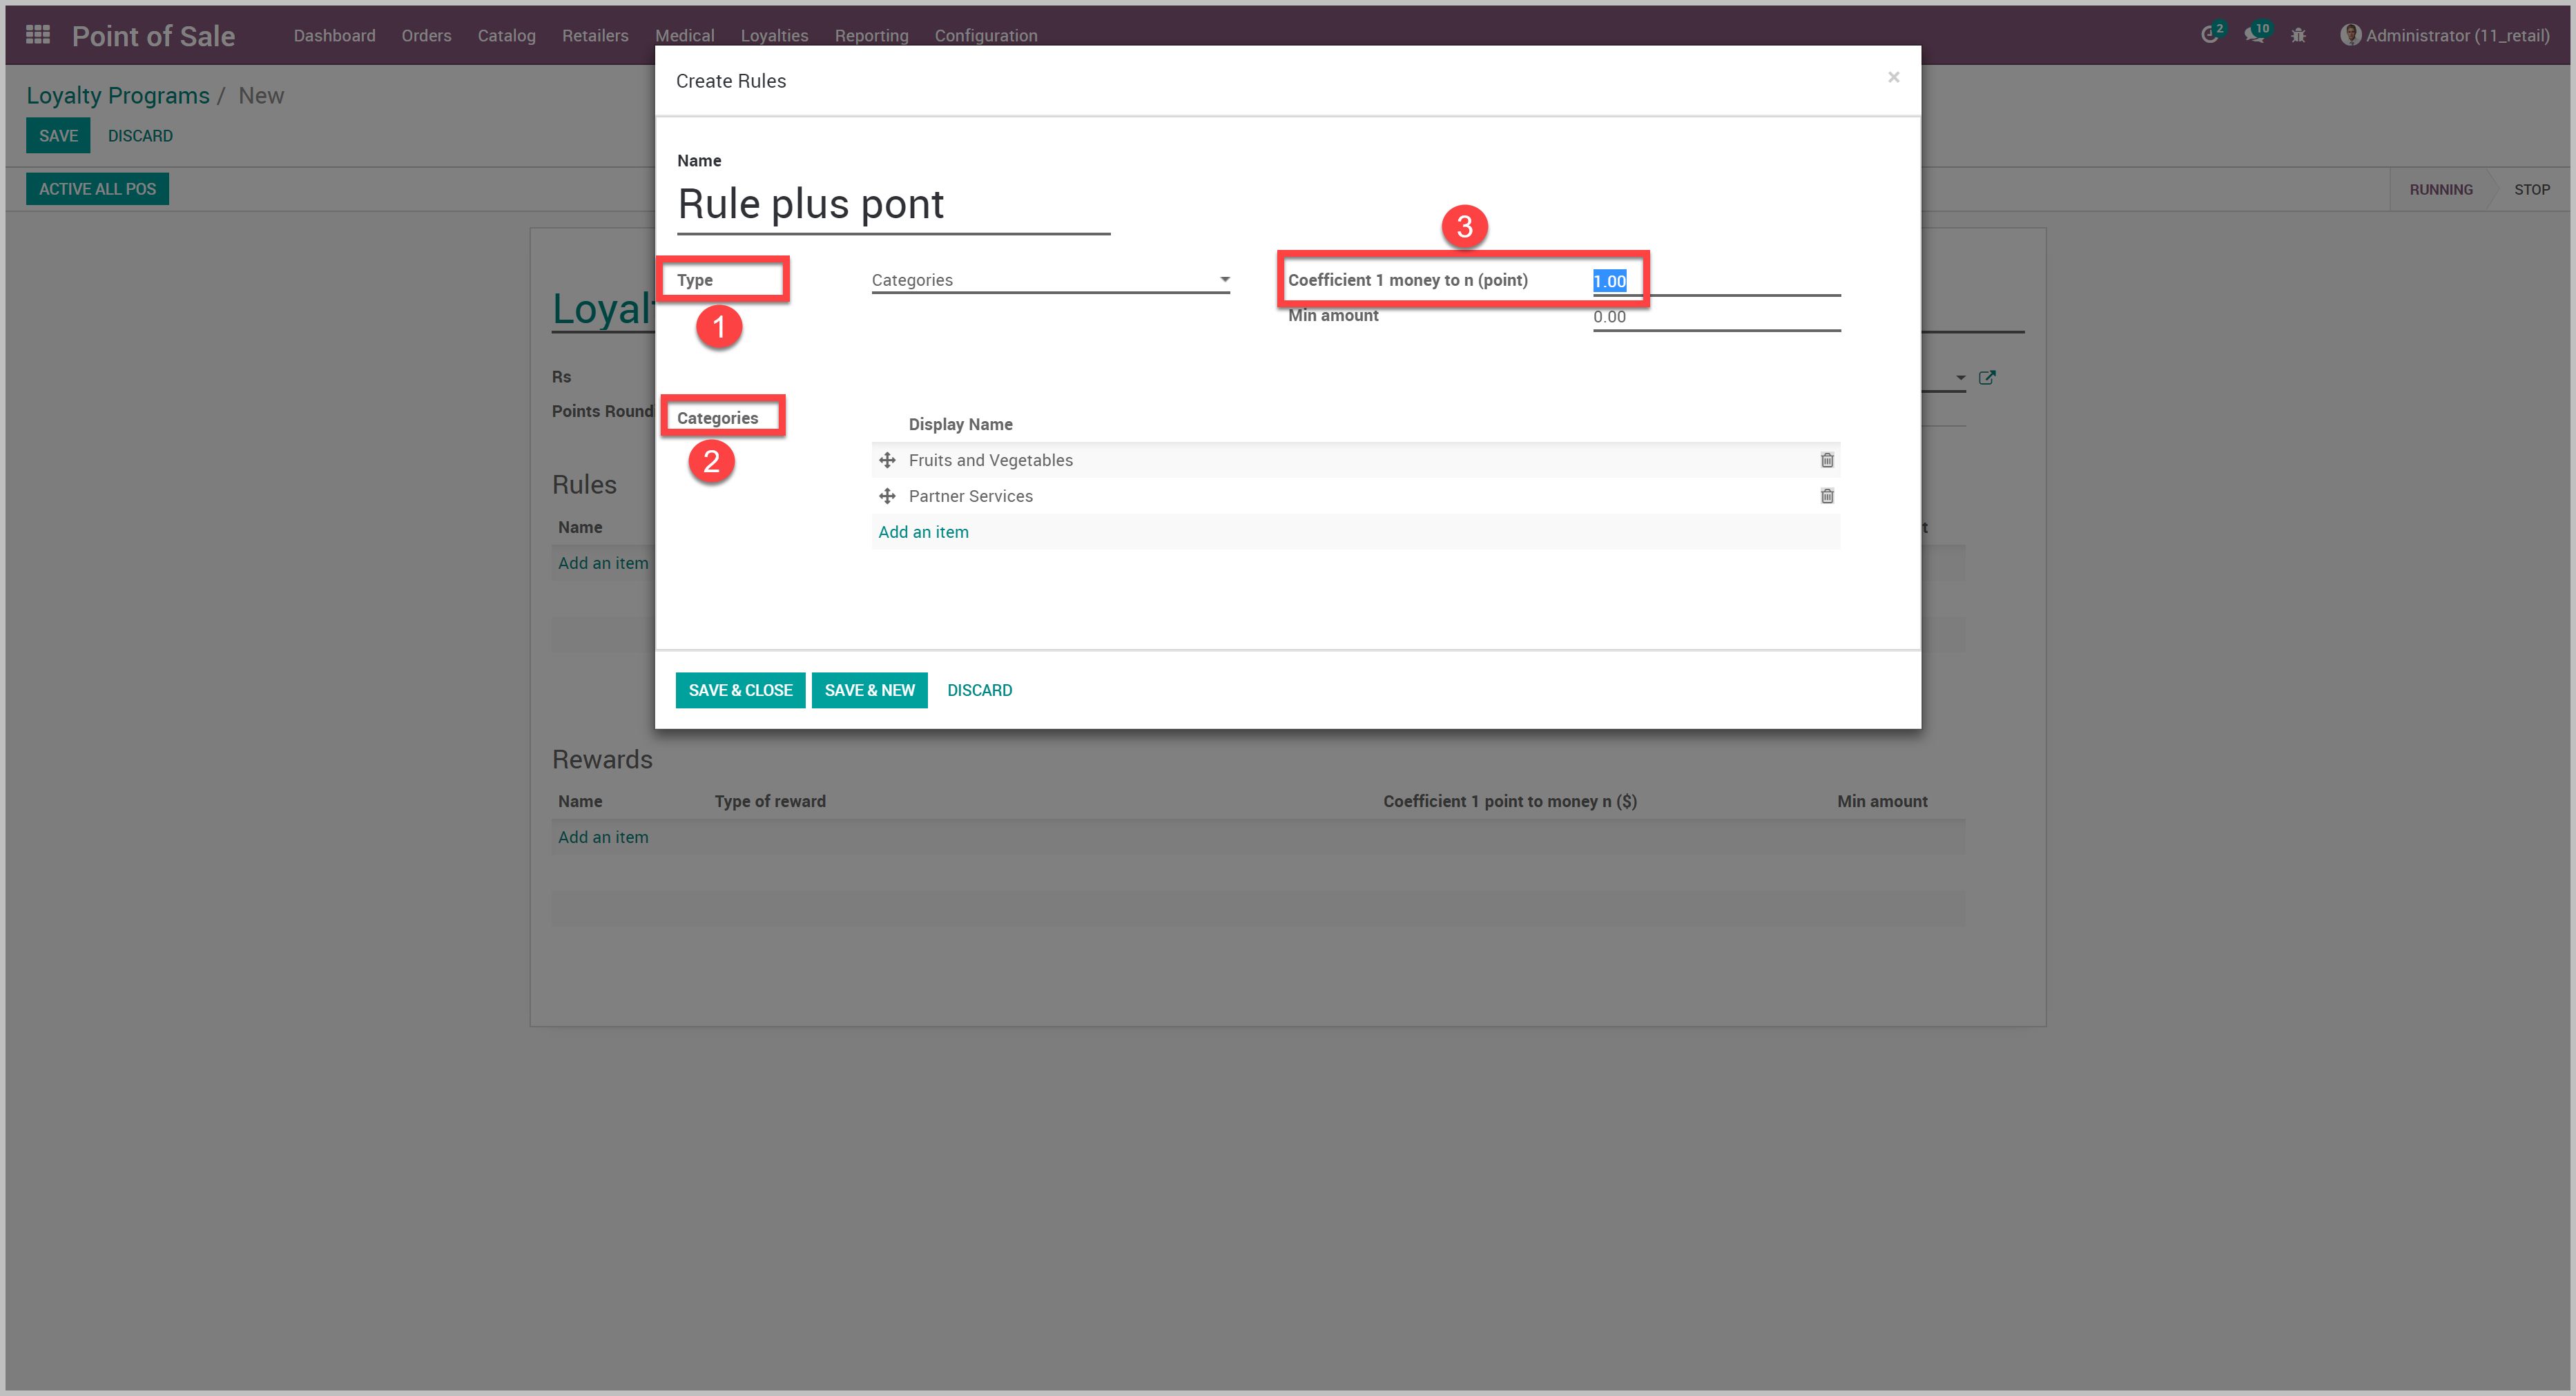 Point of Sale Dashboard Orders Catalog Retailers Medical Loyalties Reporting Configuration 2 10 Administrator (11_retail)
Loyalty Programs / New
SAVE DISCARD
ACTIVE ALL POS RUNNING STOP
Create Rules ×
Name
Rule plus pont
3
Type Categories Coefficient 1 money to n (point) 1.00
1
Min amount 0.00
Categories
2
Display Name
Fruits and Vegetables
Partner Services
Add an item
SAVE & CLOSE SAVE & NEW DISCARD
Rs
Points Round
Rules
Name
Add an item
Rewards
Name Type of reward Coefficient 1 point to money n ($) Min amount
Add an item